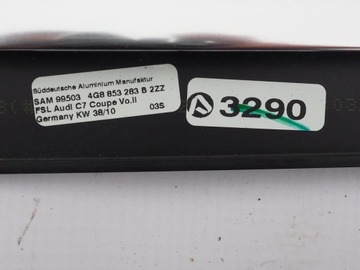 Süddeutsche Aluminium Manufaktur
SAM 99503 4G8 853 283 B 2ZZ
FSL Audi C7 Coupe Vo.li
Germany KW 38/10 03S
3290